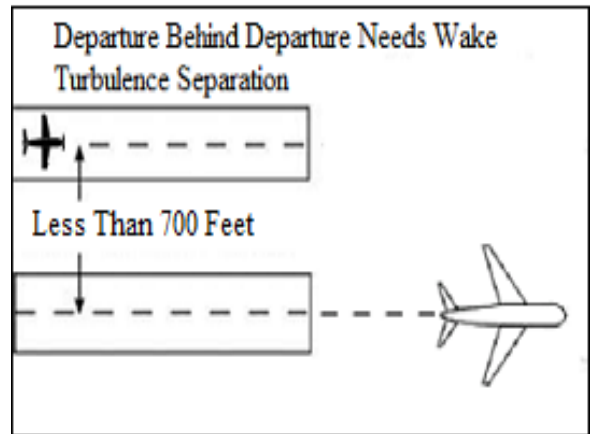 Departure Behind Departure Needs Wake
Turbulence Separation
Less Than 700 Feet